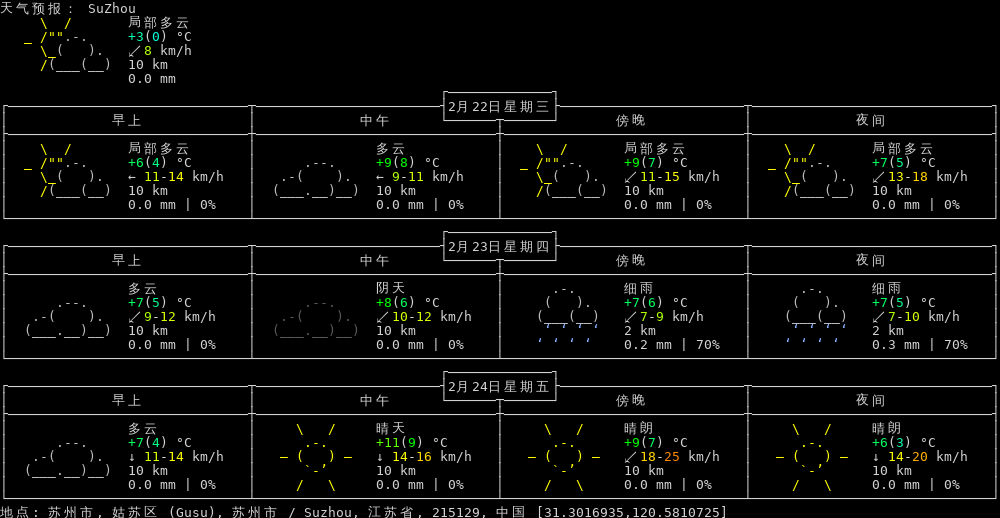 天气预报: SuZhou
局部多云
+3(0) °C
↙8 km/h
10 km
0.0 mm
2月22日星期三
早上 中午 傍晚 夜间
局部多云 多云 局部多云 局部多云
+6(4) °C +9(8) °C +9(7) °C +7(5) °C
← 11-14 km/h ← 9-11 km/h ↙11-15 km/h ↙13-18 km/h
10 km 10 km 10 km 10 km
0.0 mm | 0% 0.0 mm | 0% 0.0 mm | 0% 0.0 mm | 0%
2月23日星期四
早上 中午 傍晚 夜间
多云 阴天 细雨 细雨
+7(5) °C +8(6) °C +7(6) °C +7(5) °C
↙9-12 km/h ↙10-12 km/h ↙7-9 km/h ↙7-10 km/h
10 km 10 km 2 km 2 km
0.0 mm | 0% 0.0 mm | 0% 0.2 mm | 70% 0.3 mm | 70%
2月24日星期五
早上 中午 傍晚 夜间
多云 晴天 晴朗 晴朗
+7(4) °C +11(9) °C +9(7) °C +6(3) °C
↓ 11-14 km/h ↓ 14-16 km/h ↙18-25 km/h ↓ 14-20 km/h
10 km 10 km 10 km 10 km
0.0 mm | 0% 0.0 mm | 0% 0.0 mm | 0% 0.0 mm | 0%
地点: 苏州市, 姑苏区 (Gusu), 苏州市 / Suzhou, 江苏省, 215129, 中国 [31.3016935,120.5810725]